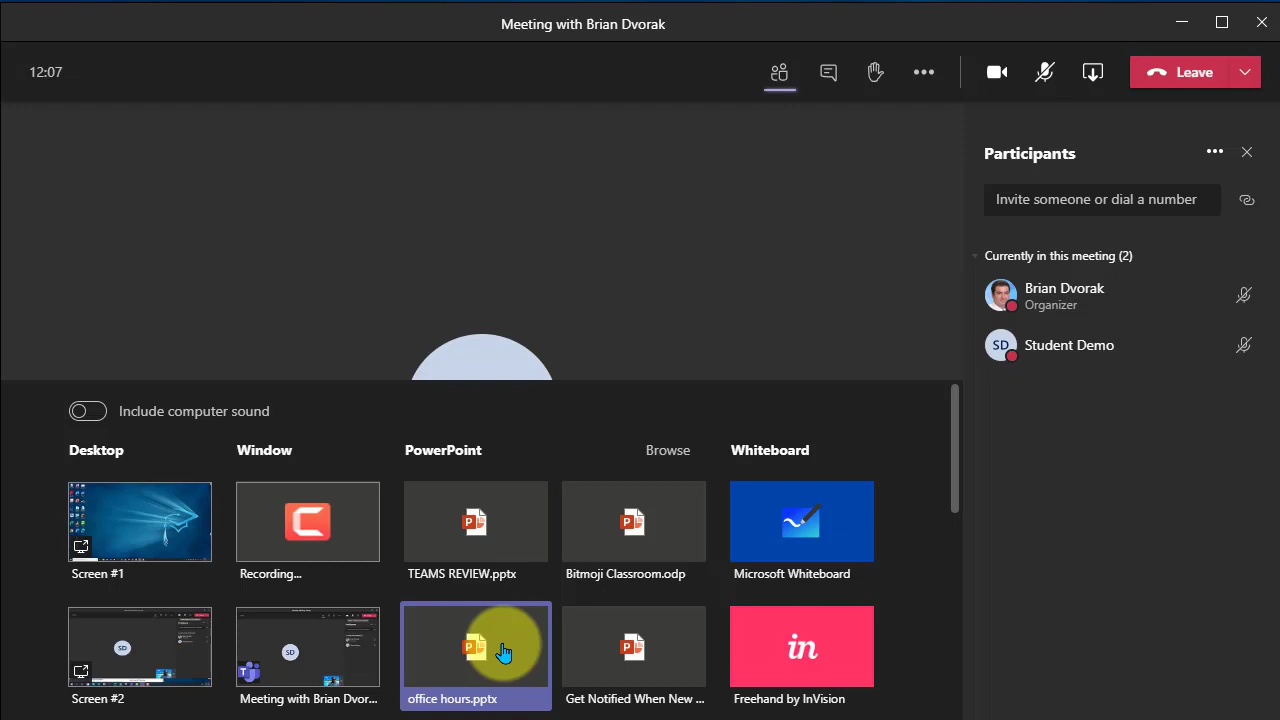 Meeting with Brian Dvorak
12:07
Leave
Participants
Invite someone or dial a number
Currently in this meeting (2)
Brian Dvorak
Organizer
SD
Student Demo
Include computer sound
Desktop
Window
PowerPoint
Browse
Whiteboard
Screen #1
Recording...
TEAMS REVIEW.pptx
Bitmoji Classroom.odp
Microsoft Whiteboard
SD
SD
in
Screen #2
Meeting with Brian Dvor...
office hours.pptx
Get Notified When New ...
Freehand by InVision